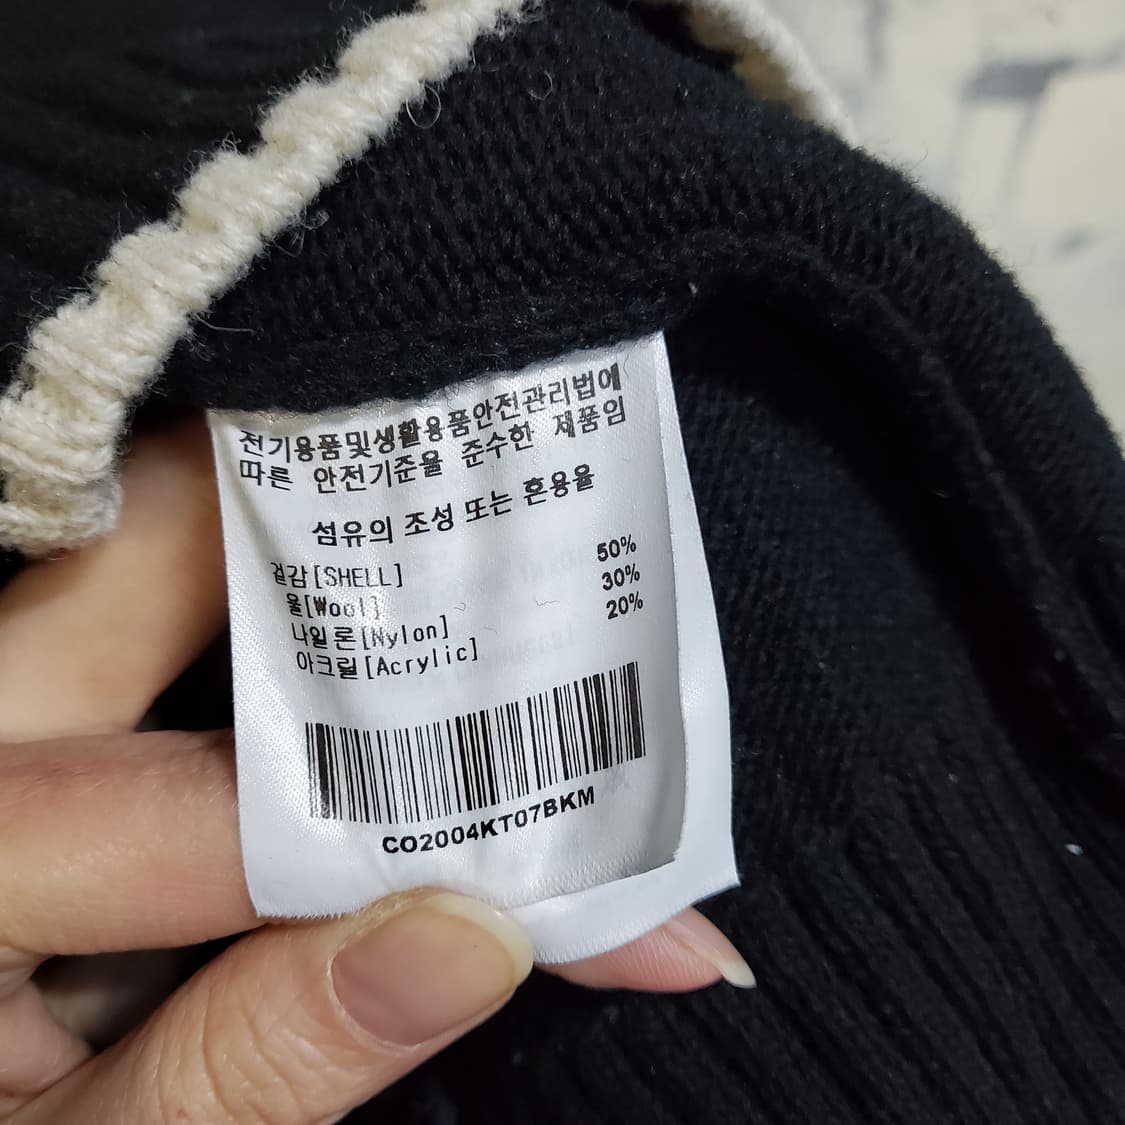 전기용품및생활용품안전관리법에
따른 안전기준을 준수한 제품임
섬유의 조성 또는 혼용율
겉감[SHELL]
울[Wool] 50%
나일론[Nylon] 30%
아크릴[Acrylic] 20%
CO2004KT07BKM